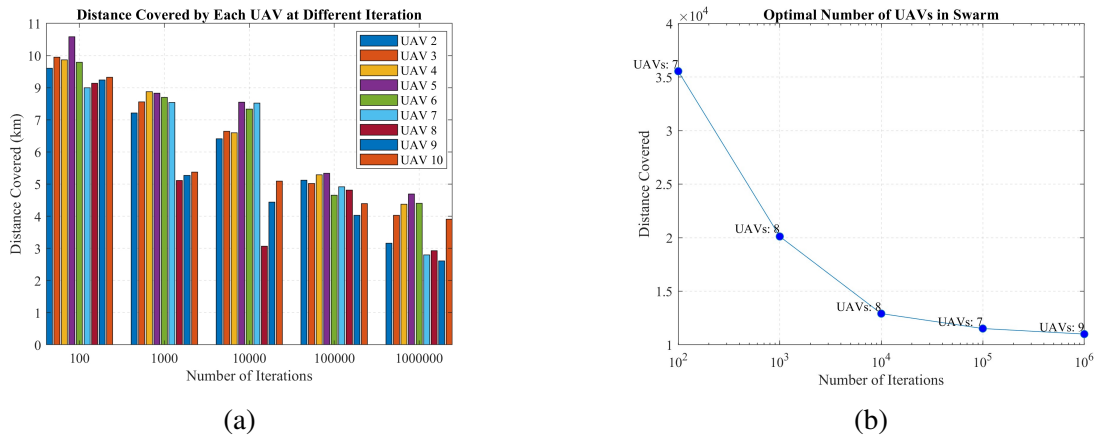 Distance Covered by Each UAV at Different Iteration
11
10
9
8
7
6
5
4
3
2
1
0
Distance Covered (km)
100 1000 10000 100000 1000000
Number of Iterations
UAV 2
UAV 3
UAV 4
UAV 5
UAV 6
UAV 7
UAV 8
UAV 9
UAV 10
(a)
Optimal Number of UAVs in Swarm
×10⁴
4
3.5
3
2.5
2
1.5
1
Distance Covered
UAVs: 7
UAVs: 8
UAVs: 8
UAVs: 7
UAVs: 9
10² 10³ 10⁴ 10⁵ 10⁶
Number of Iterations
(b)